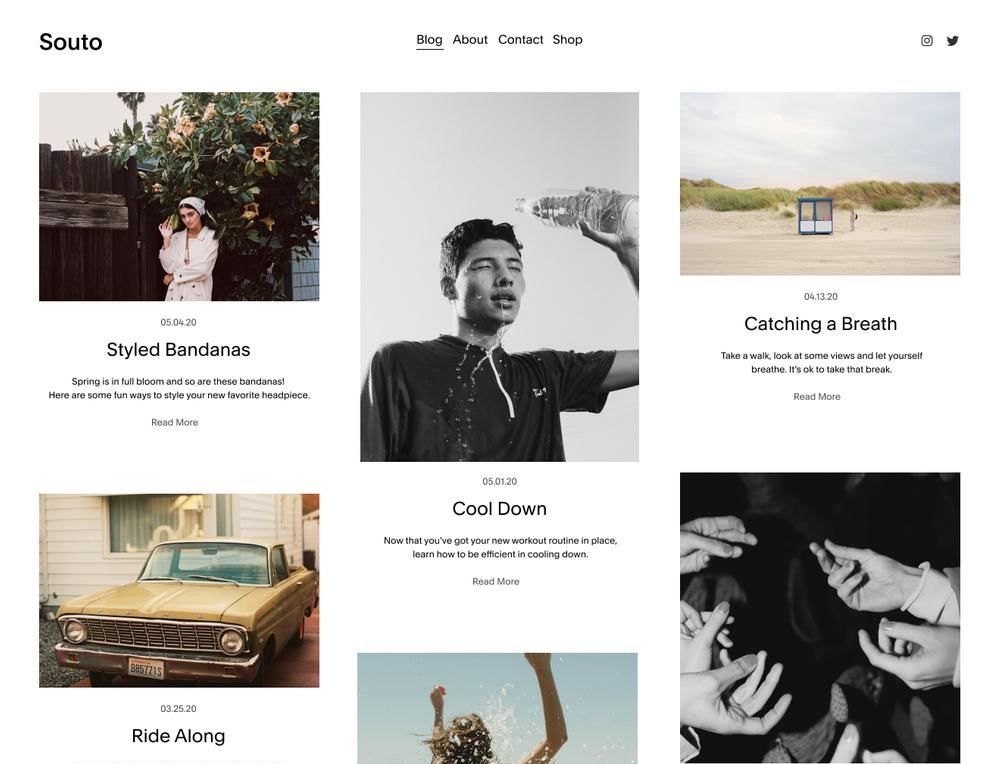 Souto
Blog About Contact Shop
05.04.20
Styled Bandanas
Spring is in full bloom and so are these bandanas!
Here are some fun ways to style your new favorite headpiece.
Read More
05.01.20
Cool Down
Now that you've got your new workout routine in place,
learn how to be efficient in cooling down.
Read More
04.13.20
Catching a Breath
Take a walk, look at some views and let yourself
breathe. It's ok to take that break.
Read More
885771S
03.25.20
Ride Along